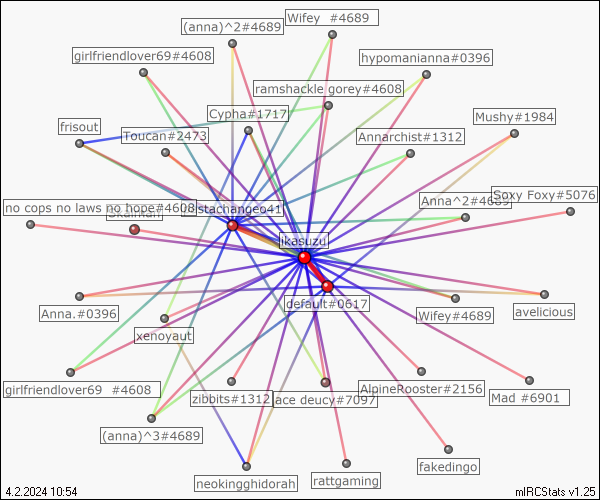 Wifey  #4689
(anna)^2#4689
girlfriendlover69#4608
hypomanianna#0396
ramshackle gorey#4608
Cypha#1717
Mushy#1984
frisout
Toucan#2473
Annarchist#1312
Soxy Foxy#5076
Anna^2#4689
no cops no laws no hope#4608
stachangeo41
likasuzu
default#0617
Anna.#0396
Wifey#4689
avelicious
xenoyaut
girlfriendlover69  #4608
zibbits#1312
ace deucy#7097
AlpineRooster#2156
Mad  #6901
(anna)^3#4689
neokingghidorah
rattgaming
fakedingo
4.2.2024 10:54
mIRCStats v1.25